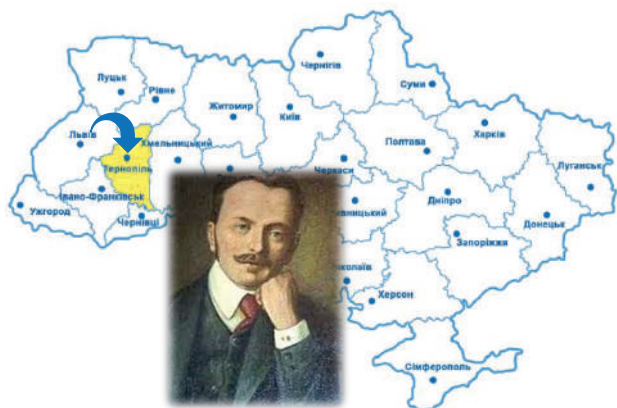 Чернігів
Луцьк
Рівне
Суми
Житомир
Київ
Львів
Хмельницький
Полтава
Харків
Тернопіль
Черкаси
Луганськ
Івано-Франківськ
Ужгород
Чернівці
Дніпро
Донецьк
Запоріжжя
Херсон
Сімферополь